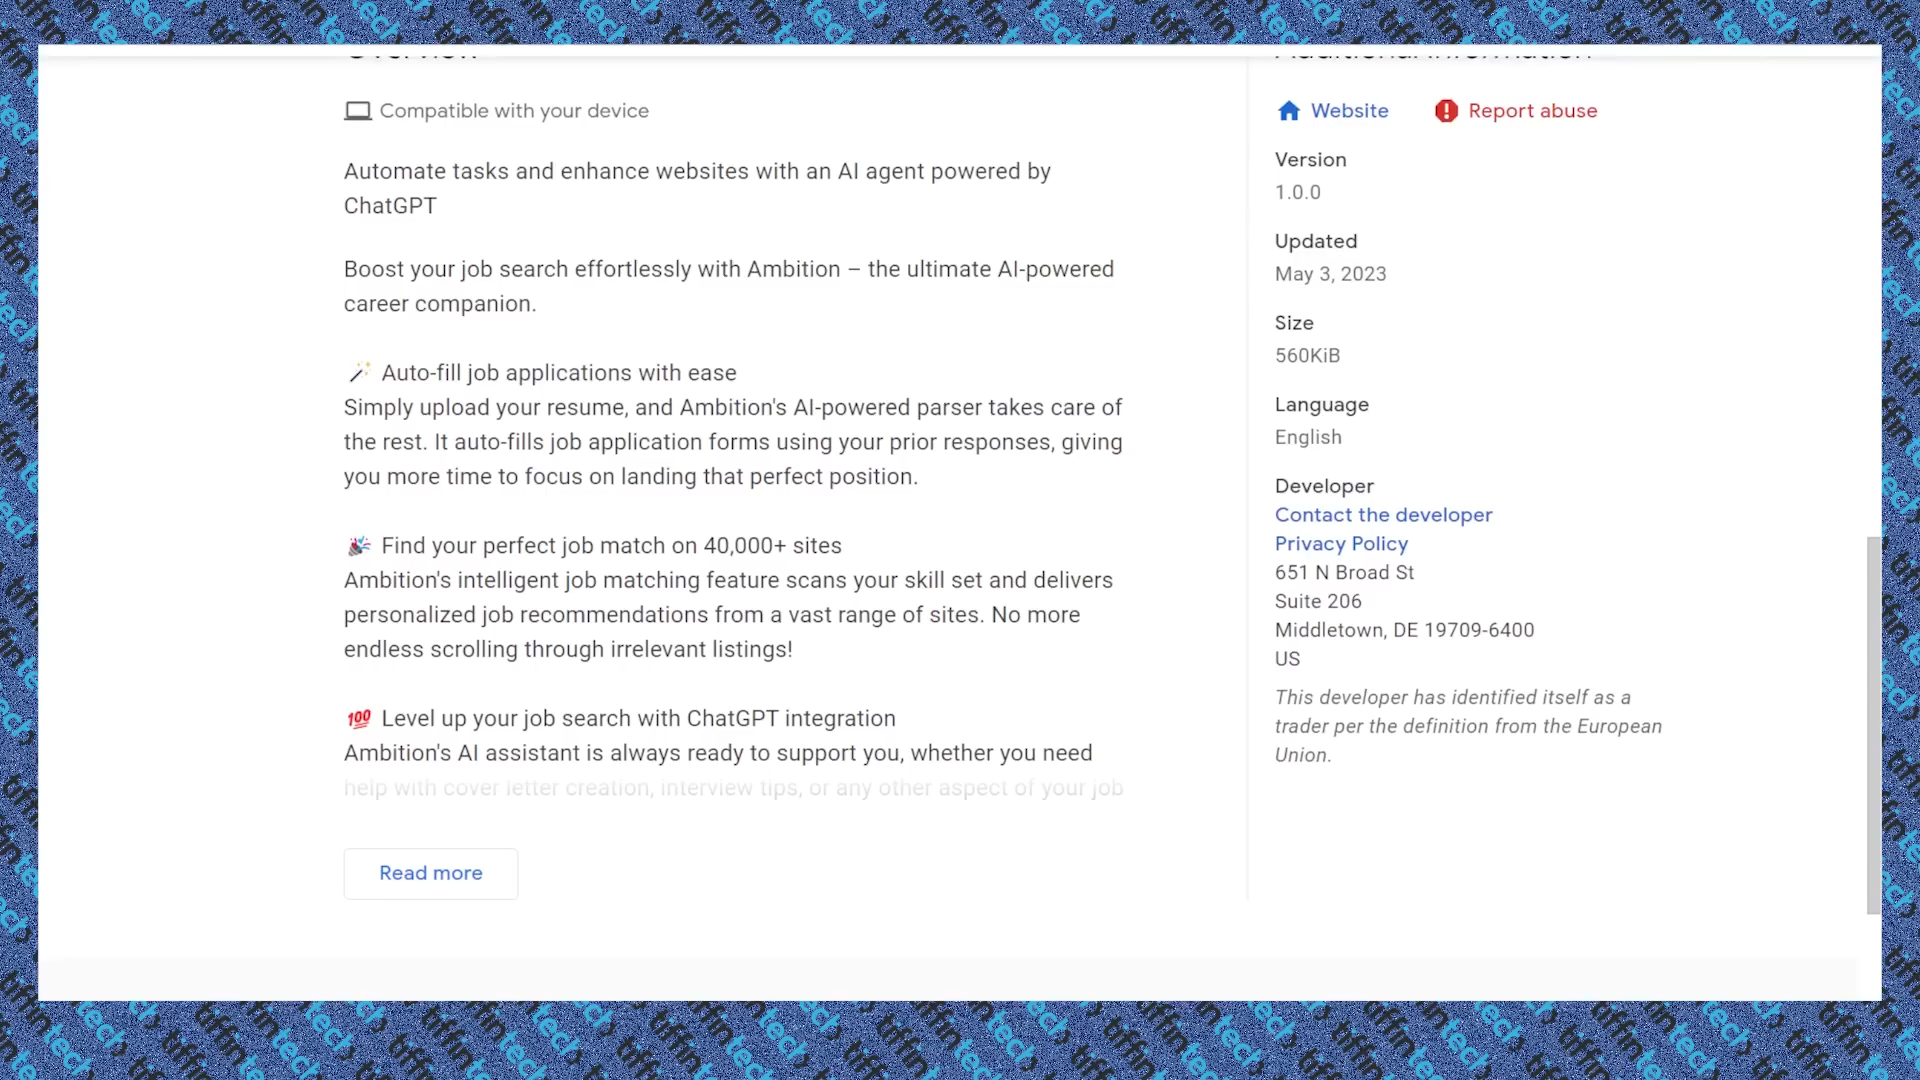 Overview
Compatible with your device
Automate tasks and enhance websites with an AI agent powered by
ChatGPT
Boost your job search effortlessly with Ambition – the ultimate AI-powered
career companion.
🪄 Auto-fill job applications with ease
Simply upload your resume, and Ambition's AI-powered parser takes care of
the rest. It auto-fills job application forms using your prior responses, giving
you more time to focus on landing that perfect position.
🎉 Find your perfect job match on 40,000+ sites
Ambition's intelligent job matching feature scans your skill set and delivers
personalized job recommendations from a vast range of sites. No more
endless scrolling through irrelevant listings!
💯 Level up your job search with ChatGPT integration
Ambition's AI assistant is always ready to support you, whether you need
help with cover letter creation, interview tips, or any other aspect of your job
Read more
Additional Information
Website
Report abuse
Version
1.0.0
Updated
May 3, 2023
Size
560KiB
Language
English
Developer
Contact the developer
Privacy Policy
651 N Broad St
Suite 206
Middletown, DE 19709-6400
US
This developer has identified itself as a
trader per the definition from the European
Union.
tiffintech